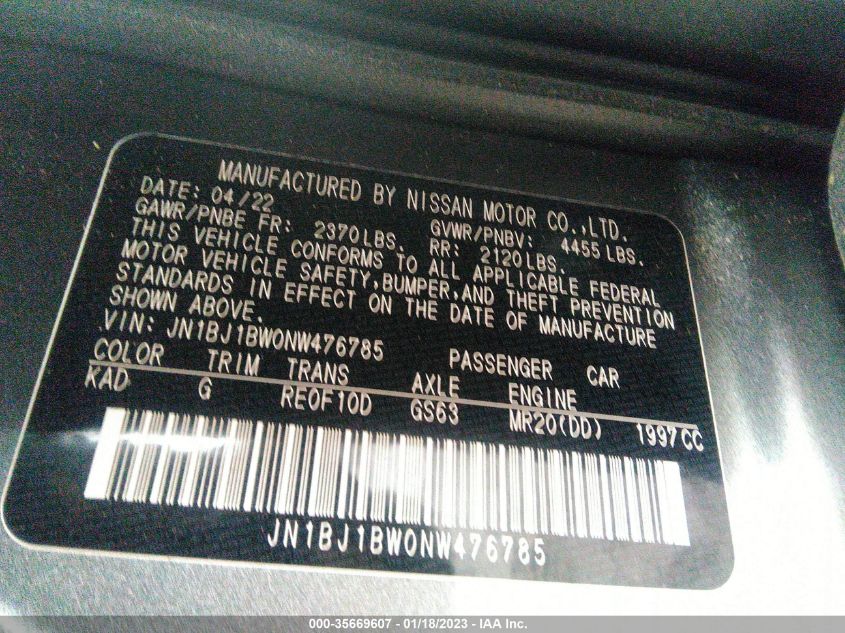 MANUFACTURED BY NISSAN MOTOR CO.,LTD.
DATE: 04/22 GVWR/PNBV: 4455 LBS.
GAWR/PNBE FR: 2370LBS. RR: 2120LBS.
THIS VEHICLE CONFORMS TO ALL APPLICABLE FEDERAL
MOTOR VEHICLE SAFETY,BUMPER,AND THEFT PREVENTION
STANDARDS IN EFFECT ON THE DATE OF MANUFACTURE
SHOWN ABOVE.
VIN: JN1BJ1BW0NW476785 PASSENGER CAR
COLOR TRIM TRANS AXLE ENGINE
KAD G RE0F10D GS63 MR20(DD) 1997CC
JN1BJ1BW0NW476785
000-35669607 - 01/18/2023 - IAA Inc.